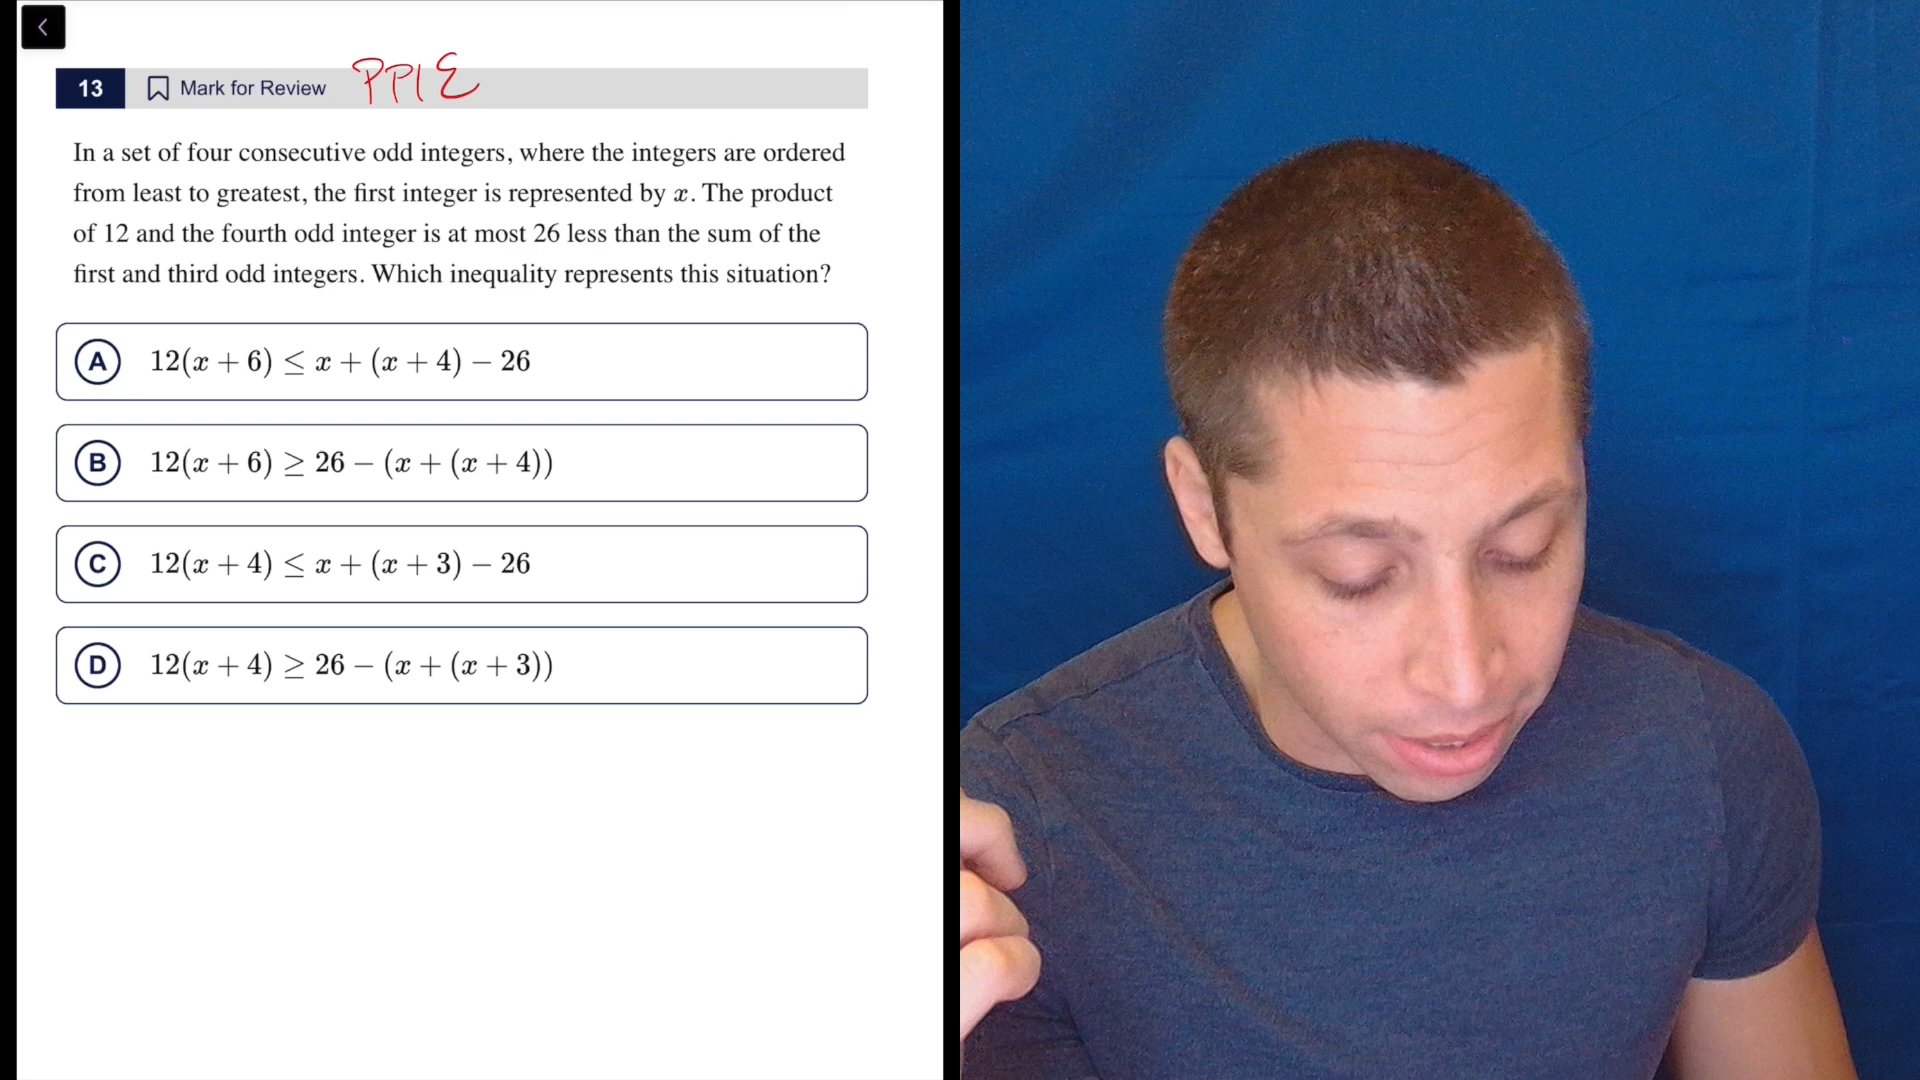 13 Mark for Review PPIE
In a set of four consecutive odd integers, where the integers are ordered
from least to greatest, the first integer is represented by x. The product
of 12 and the fourth odd integer is at most 26 less than the sum of the
first and third odd integers. Which inequality represents this situation?
A 12(x + 6) ≤ x + (x + 4) − 26
B 12(x + 6) ≥ 26 − (x + (x + 4))
C 12(x + 4) ≤ x + (x + 3) − 26
D 12(x + 4) ≥ 26 − (x + (x + 3))